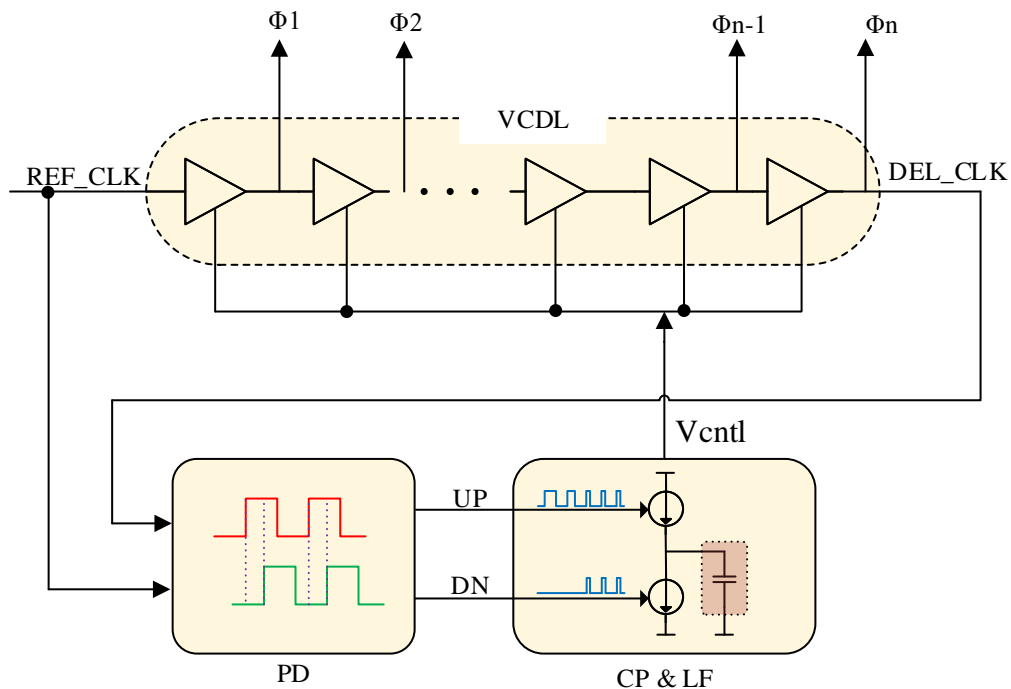 Φ1
Φ2
Φn-1
Φn
VCDL
REF_CLK
DEL_CLK
Vcntl
UP
DN
PD
CP & LF